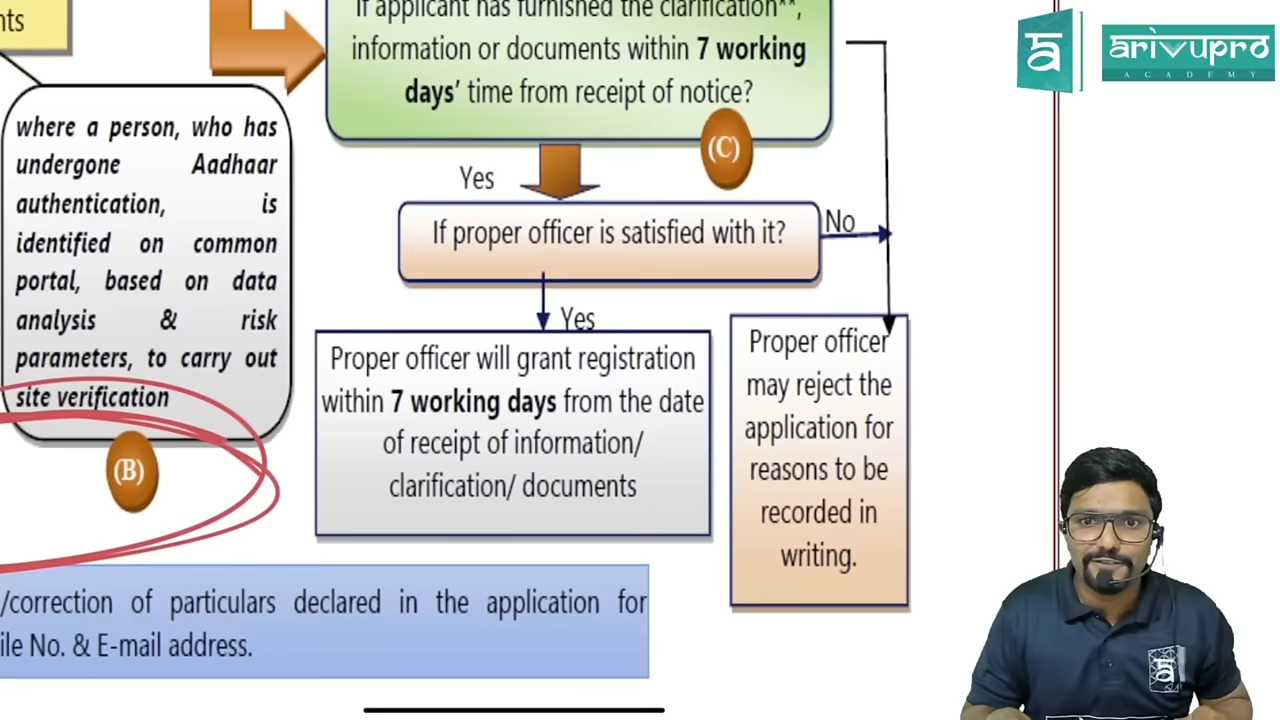 nts
If applicant has furnished the clarification**,
information or documents within 7 working
days' time from receipt of notice?
(C)
where a person, who has
undergone Aadhaar
authentication, is
identified on common
portal, based on data
analysis & risk
parameters, to carry out
site verification
(B)
Yes
If proper officer is satisfied with it?
No
Yes
Proper officer will grant registration
within 7 working days from the date
of receipt of information/
clarification/ documents
Proper officer
may reject the
application for
reasons to be
recorded in
writing.
/correction of particulars declared in the application for
ile No. & E-mail address.
arivupro
ACADEMY